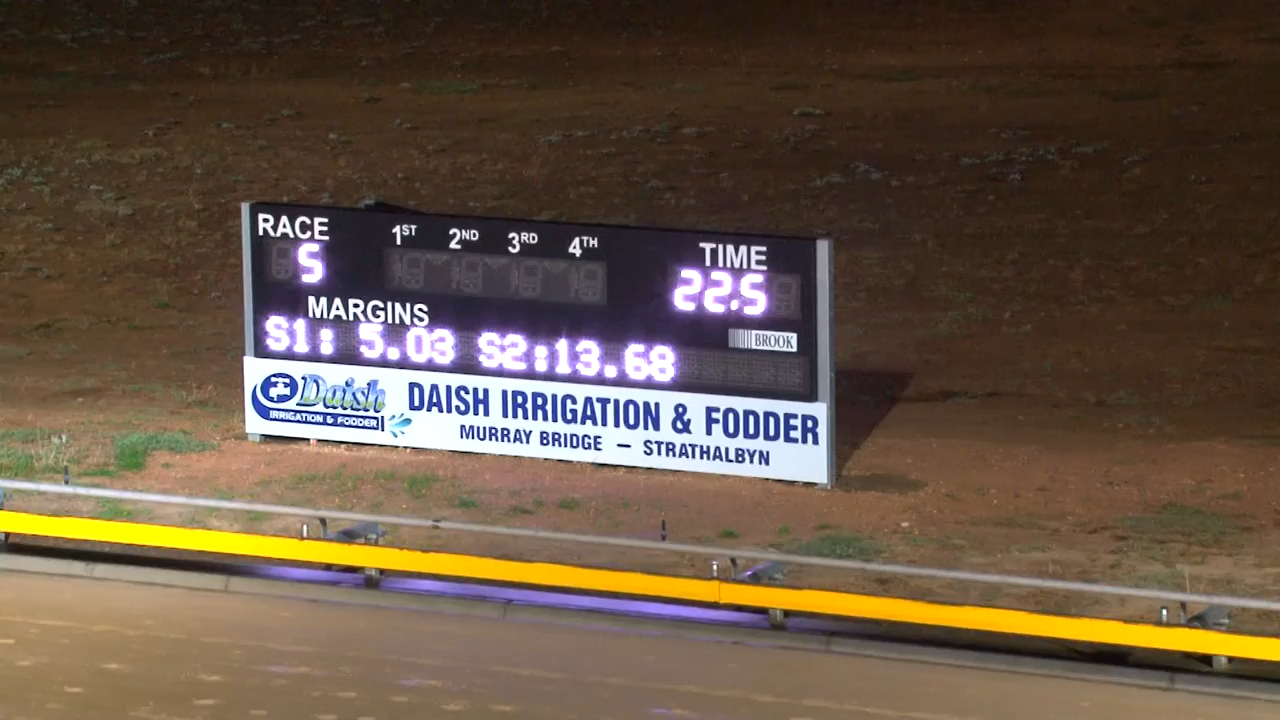 RACE 1ST 2ND 3RD 4TH TIME
5 22.5
MARGINS
BROOK
S1: 5.03 S2:13.68
Daish
IRRIGATION & FODDER
DAISH IRRIGATION & FODDER
MURRAY BRIDGE – STRATHALBYN